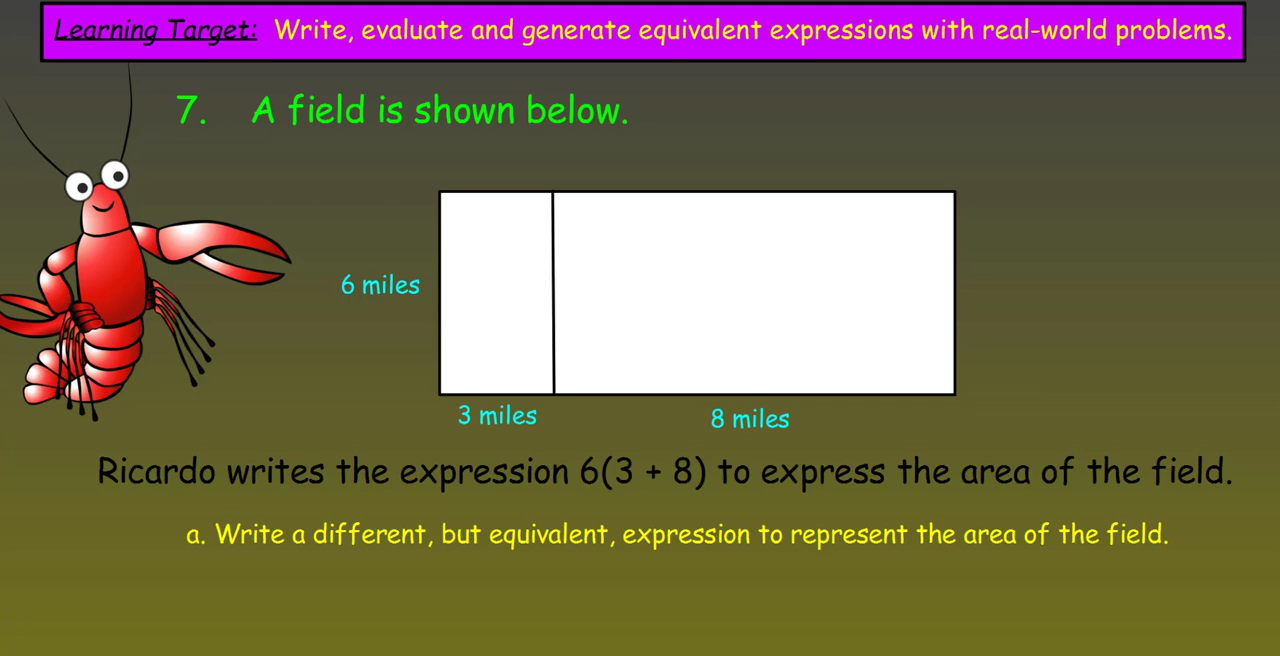 Learning Target: Write, evaluate and generate equivalent expressions with real-world problems.
7. A field is shown below.
6 miles
3 miles
8 miles
Ricardo writes the expression 6(3 + 8) to express the area of the field.
a. Write a different, but equivalent, expression to represent the area of the field.